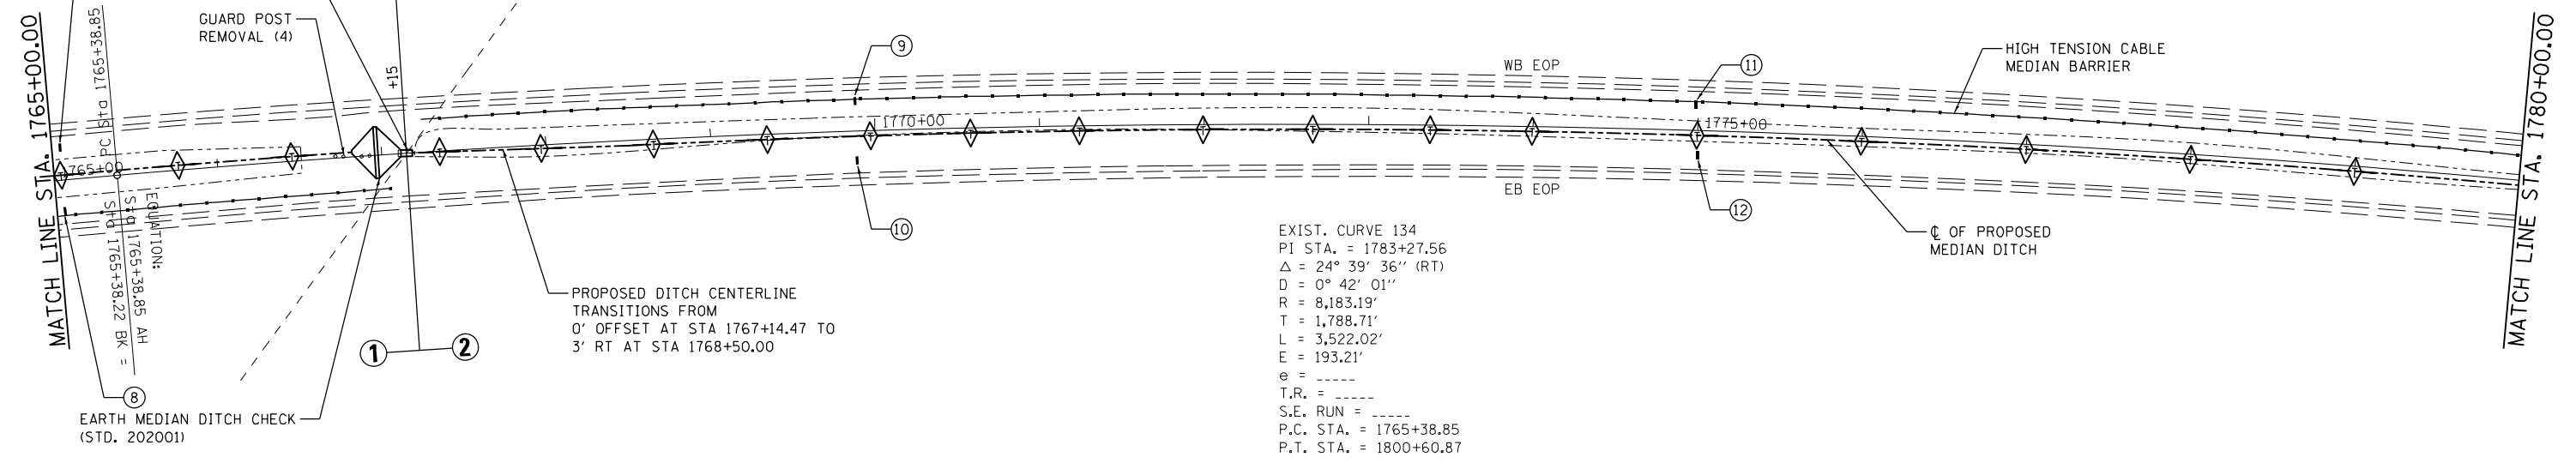 MATCH LINE STA. 1765+00.00
PC Sta 1765+38.85
GUARD POST
REMOVAL (4)
+15
9
WB EOP
11
HIGH TENSION CABLE
MEDIAN BARRIER
MATCH LINE STA. 1780+00.00
1765+00
1770+00
1775+00
T T T T T T T T T T T T T T T T T T
EQUATION:
Sta 1765+38.85 AH
Sta 1765+38.22 BK =
10
EB EOP
12
℄ OF PROPOSED
MEDIAN DITCH
EXIST. CURVE 134
PI STA. = 1783+27.56
Δ = 24° 39' 36'' (RT)
D = 0° 42' 01''
R = 8,183.19'
T = 1,788.71'
L = 3,522.02'
E = 193.21'
e = _____
T.R. = _____
S.E. RUN = _____
P.C. STA. = 1765+38.85
P.T. STA. = 1800+60.87
PROPOSED DITCH CENTERLINE
TRANSITIONS FROM
0' OFFSET AT STA 1767+14.47 TO
3' RT AT STA 1768+50.00
1 2
8
EARTH MEDIAN DITCH CHECK
(STD. 202001)